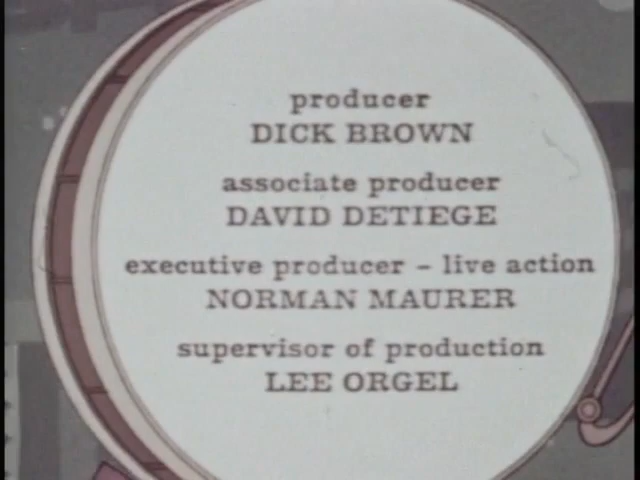 producer
DICK BROWN
associate producer
DAVID DETIEGE
executive producer – live action
NORMAN MAURER
supervisor of production
LEE ORGEL